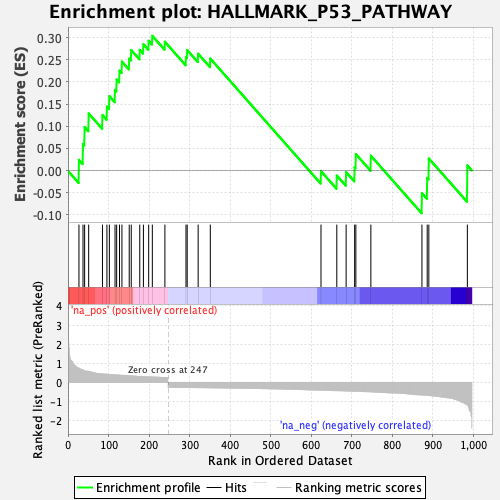 Enrichment plot: HALLMARK_P53_PATHWAY
Enrichment score (ES)
0.30
0.25
0.20
0.15
0.10
0.05
0.00
-0.05
-0.10
Ranked list metric (PreRanked)
4
3
2
1
0
-1
-2
'na_pos' (positively correlated)
Zero cross at 247
'na_neg' (negatively correlated)
0 100 200 300 400 500 600 700 800 900 1,000
Rank in Ordered Dataset
Enrichment profile Hits Ranking metric scores